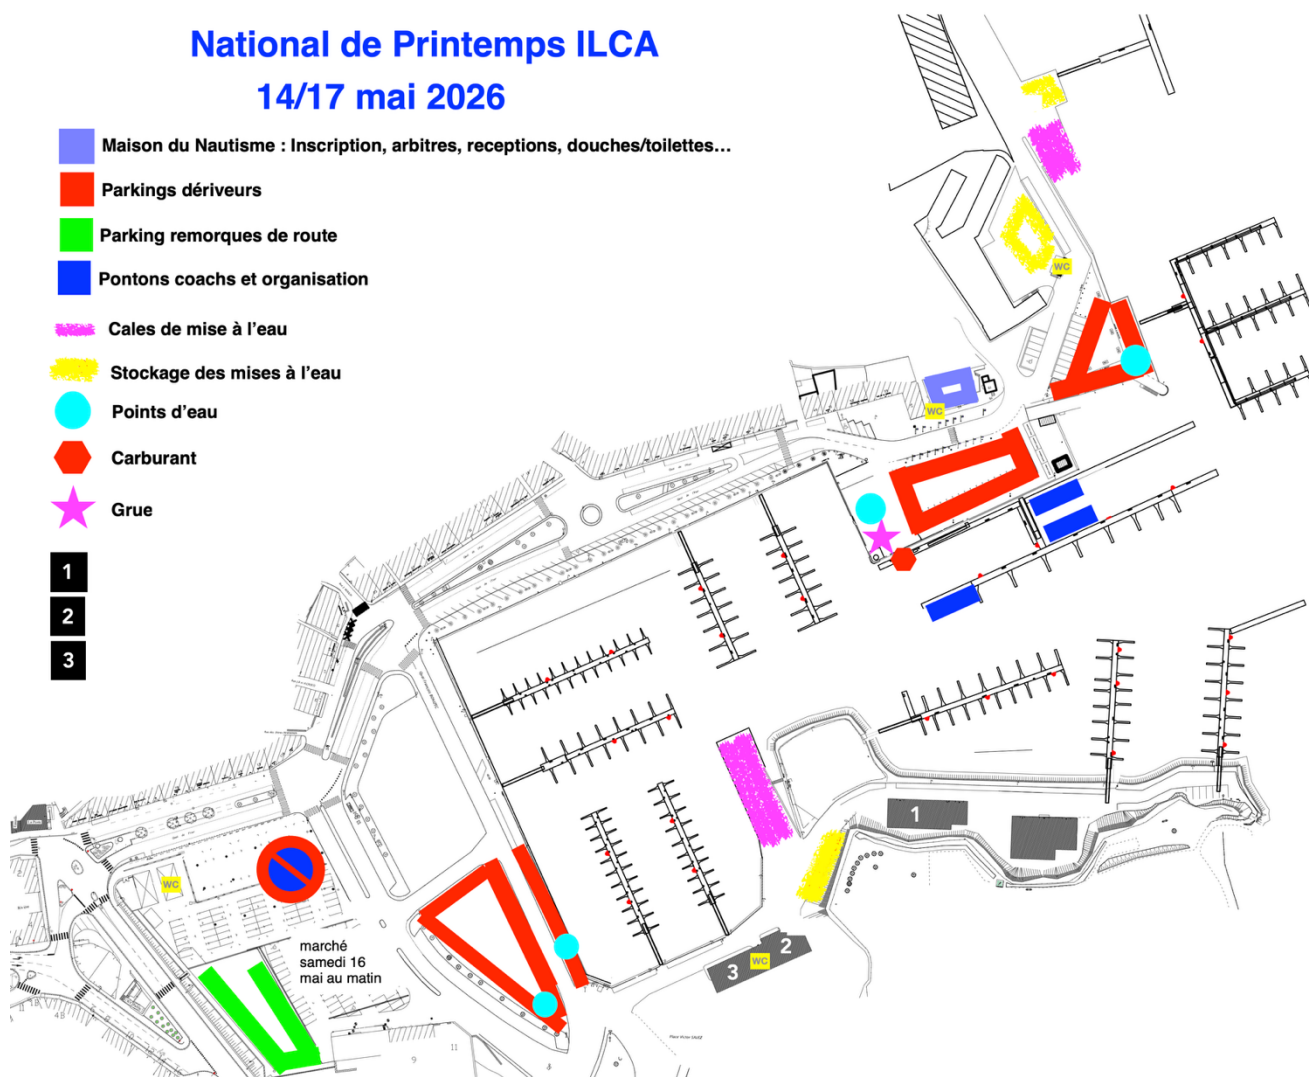 National de Printemps ILCA
14/17 mai 2026
Maison du Nautisme : Inscription, arbitres, receptions, douches/toilettes...
Parkings dériveurs
Parking remorques de route
Pontons coachs et organisation
Cales de mise à l'eau
Stockage des mises à l'eau
Points d'eau
Carburant
Grue
1
2
3
WC
WC
1
WC
marché
samedi 16
mai au matin
2
WC
3
9
11